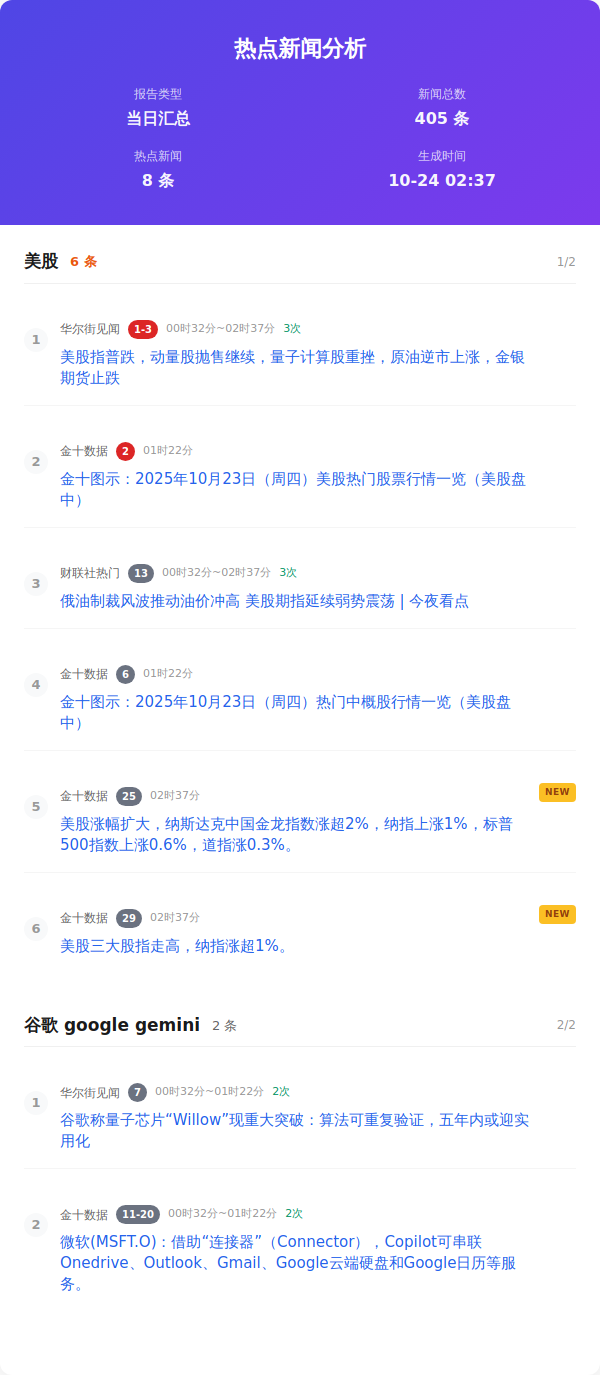 热点新闻分析
报告类型
当日汇总
新闻总数
405 条
热点新闻
8 条
生成时间
10-24 02:37
美股 6 条 1/2
1 华尔街见闻 1-3 00时32分~02时37分 3次
美股指普跌，动量股抛售继续，量子计算股重挫，原油逆市上涨，金银
期货止跌
2 金十数据 2 01时22分
金十图示：2025年10月23日（周四）美股热门股票行情一览（美股盘
中）
3 财联社热门 13 00时32分~02时37分 3次
俄油制裁风波推动油价冲高 美股期指延续弱势震荡 | 今夜看点
4 金十数据 6 01时22分
金十图示：2025年10月23日（周四）热门中概股行情一览（美股盘
中）
5 金十数据 25 02时37分 NEW
美股涨幅扩大，纳斯达克中国金龙指数涨超2%，纳指上涨1%，标普
500指数上涨0.6%，道指涨0.3%。
6 金十数据 29 02时37分 NEW
美股三大股指走高，纳指涨超1%。
谷歌 google gemini 2 条 2/2
1 华尔街见闻 7 00时32分~01时22分 2次
谷歌称量子芯片“Willow”现重大突破：算法可重复验证，五年内或迎实
用化
2 金十数据 11-20 00时32分~01时22分 2次
微软(MSFT.O)：借助“连接器”（Connector），Copilot可串联
Onedrive、Outlook、Gmail、Google云端硬盘和Google日历等服
务。